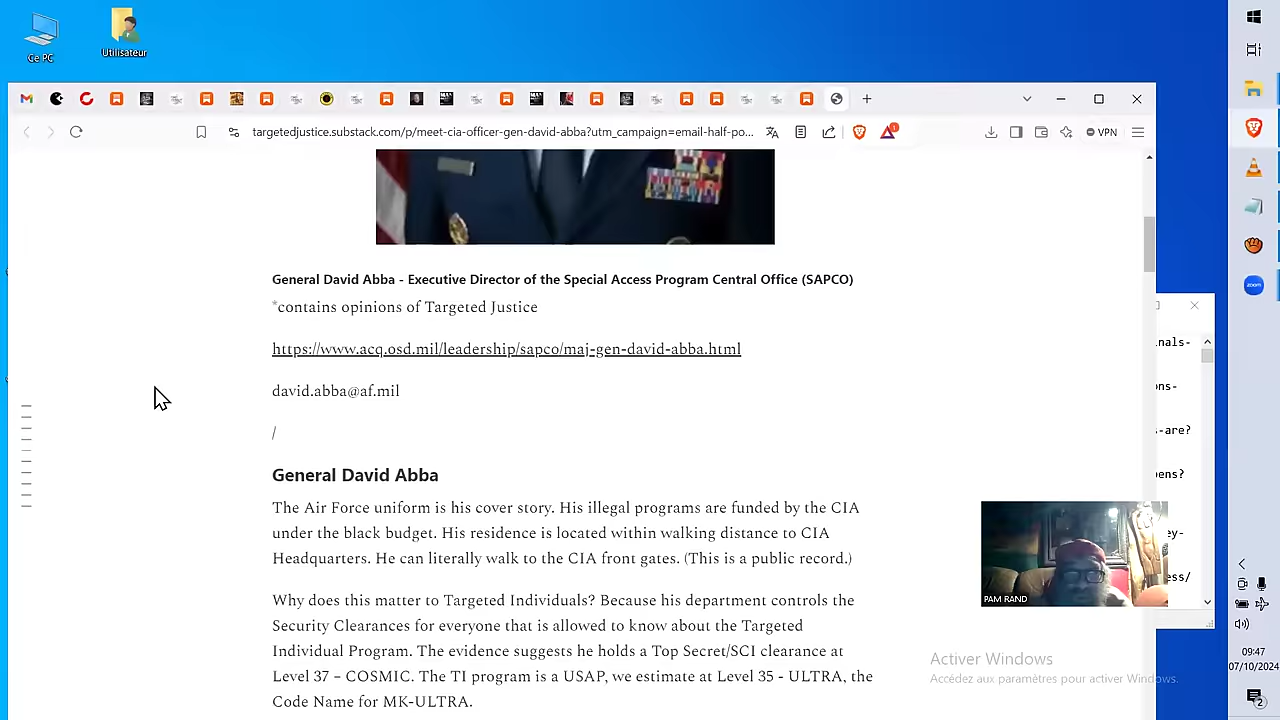 Ce PC
Utilisateur
targetedjustice.substack.com/p/meet-cia-officer-gen-david-abba?utm_campaign=email-half-po...
VPN
General David Abba - Executive Director of the Special Access Program Central Office (SAPCO)
*contains opinions of Targeted Justice
https://www.acq.osd.mil/leadership/sapco/maj-gen-david-abba.html
david.abba@af.mil
/
General David Abba
The Air Force uniform is his cover story. His illegal programs are funded by the CIA
under the black budget. His residence is located within walking distance to CIA
Headquarters. He can literally walk to the CIA front gates. (This is a public record.)
Why does this matter to Targeted Individuals? Because his department controls the
Security Clearances for everyone that is allowed to know about the Targeted
Individual Program. The evidence suggests he holds a Top Secret/SCI clearance at
Level 37 – COSMIC. The TI program is a USAP, we estimate at Level 35 - ULTRA, the
Code Name for MK-ULTRA.
nals-
ons-
-are?
ens?
ey-
ess/
PAM RAND
zoom
Activer Windows
Accédez aux paramètres pour activer Windows.
09:47
07/10/2024
2